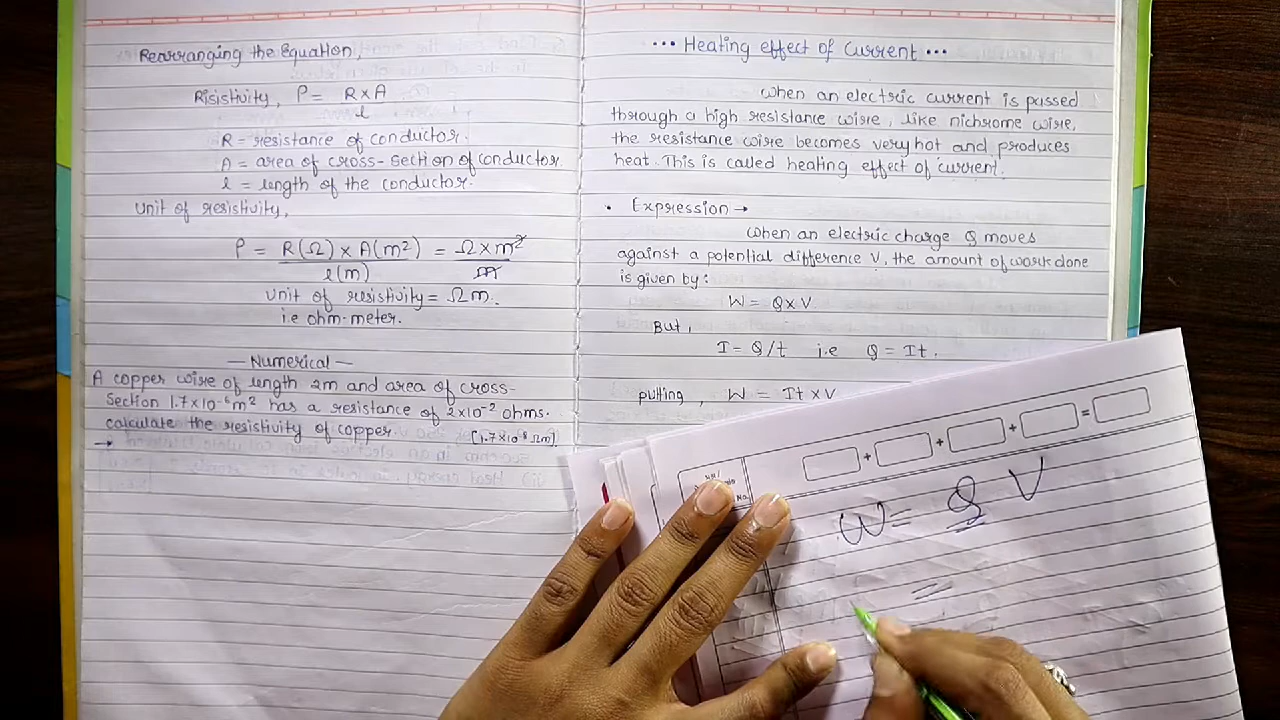 Rearranging the Equation,
Risistivity, ρ = R × A
l
R = resistance of conductor.
A = area of cross-section of conductor.
l = length of the conductor.
Unit of resistivity,
ρ = R(Ω) × A(m²) = Ω × m²
l(m) m
unit of resistivity = Ω m.
i.e ohm-meter.
— Numerical —
A copper wire of length 2m and area of cross-
section 1.7×10⁻⁶m² has a resistance of 2×10⁻² ohms.
calculate the resistivity of copper. [1.7×10⁻⁸ Ωm]
→
••• Heating effect of Current •••
When an electric current is passed
through a high resistance wire, like nichrome wire,
the resistance wire becomes very hot and produces
heat. This is called heating effect of current.
• Expression →
When an electric charge Q moves
against a potential difference V, the amount of work done
is given by:
W = Q×V
But,
I = Q/t i.e Q = It.
putting, W = It × V
+ + + =
W = Q V
=